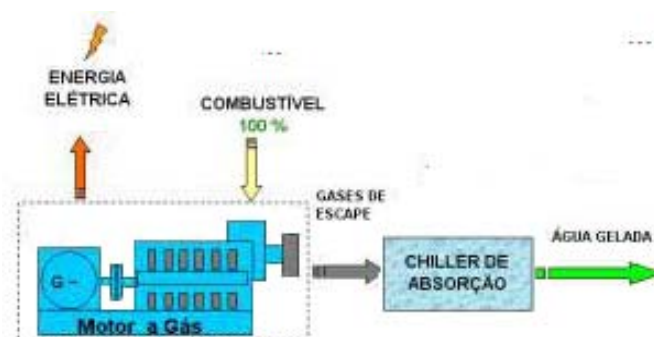 ENERGIA
ELÉTRICA
COMBUSTÍVEL
100 %
GASES DE
ESCAPE
ÁGUA GELADA
CHILLER DE
ABSORÇÃO
G ~
Motor a Gás